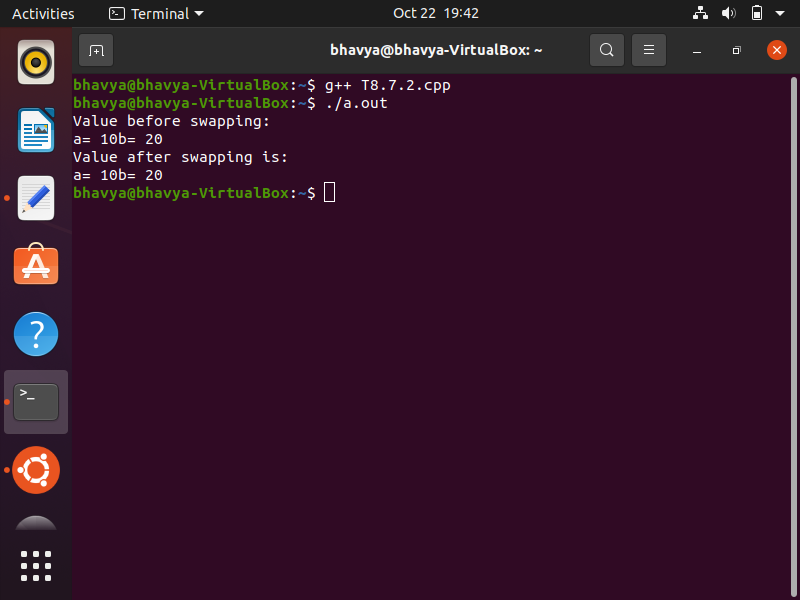 Activities
Terminal
Oct 22 19:42
bhavya@bhavya-VirtualBox: ~
bhavya@bhavya-VirtualBox:~$ g++ T8.7.2.cpp
bhavya@bhavya-VirtualBox:~$ ./a.out
Value before swapping:
a= 10b= 20
Value after swapping is:
a= 10b= 20
bhavya@bhavya-VirtualBox:~$